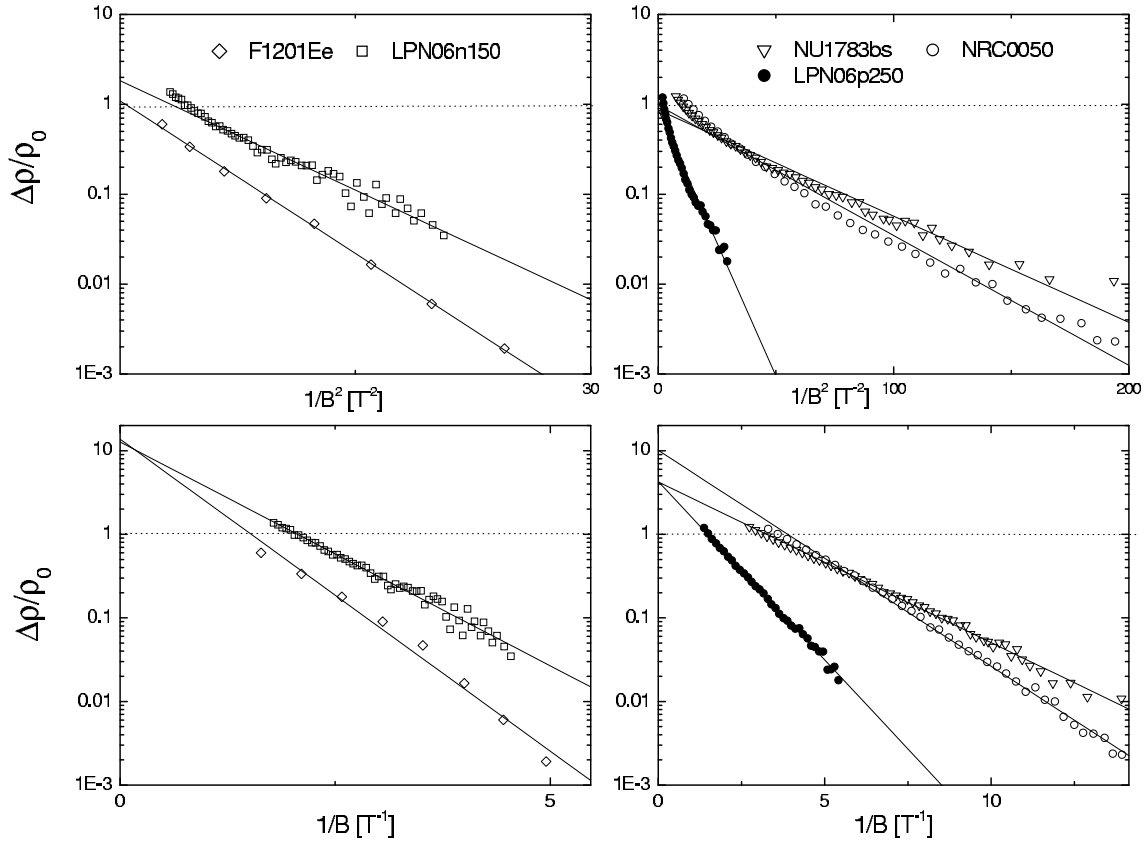 10
1
0.1
0.01
1E-3
Δρ/ρ0
F1201Ee LPN06n150
30
1/B2 [T-2]
NU1783bs NRC0050
LPN06p250
10
1
0.1
0.01
1E-3
0 100 200
1/B2 [T-2]
10
1
0.1
0.01
1E-3
Δρ/ρ0
0 5
1/B [T-1]
10
1
0.1
0.01
1E-3
0 5 10
1/B [T-1]